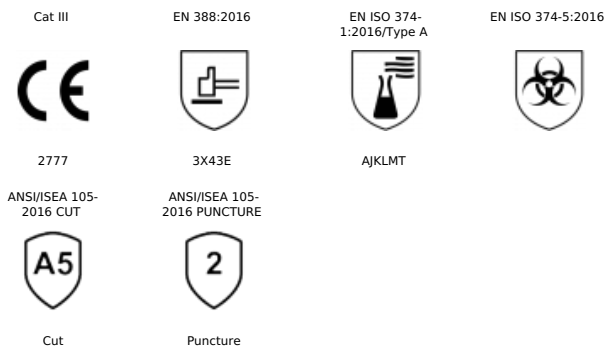 Cat III
EN 388:2016
EN ISO 374-
1:2016/Type A
EN ISO 374-5:2016
CE
2777
3X43E
AJKLMT
ANSI/ISEA 105-
2016 CUT
ANSI/ISEA 105-
2016 PUNCTURE
A5
2
Cut
Puncture